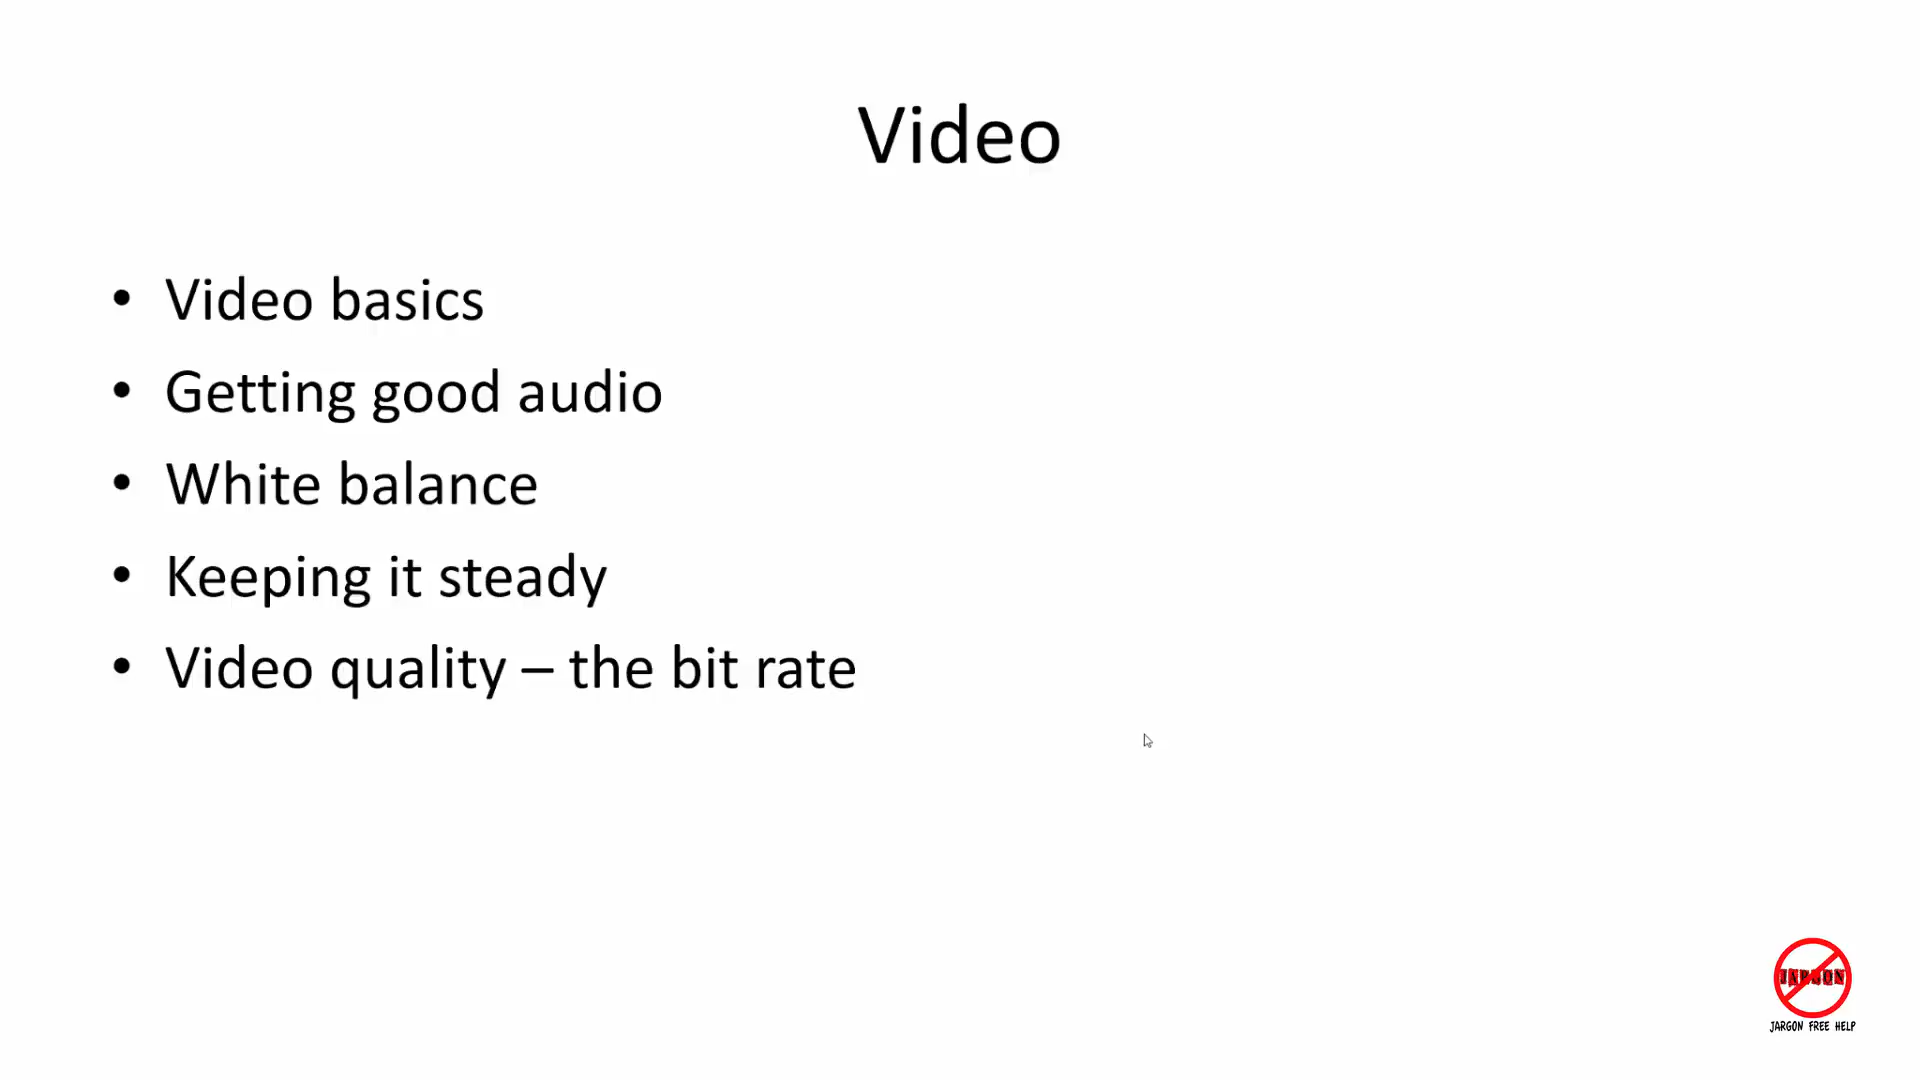 Video
• Video basics
• Getting good audio
• White balance
• Keeping it steady
• Video quality – the bit rate
JARGON
JARGON FREE HELP